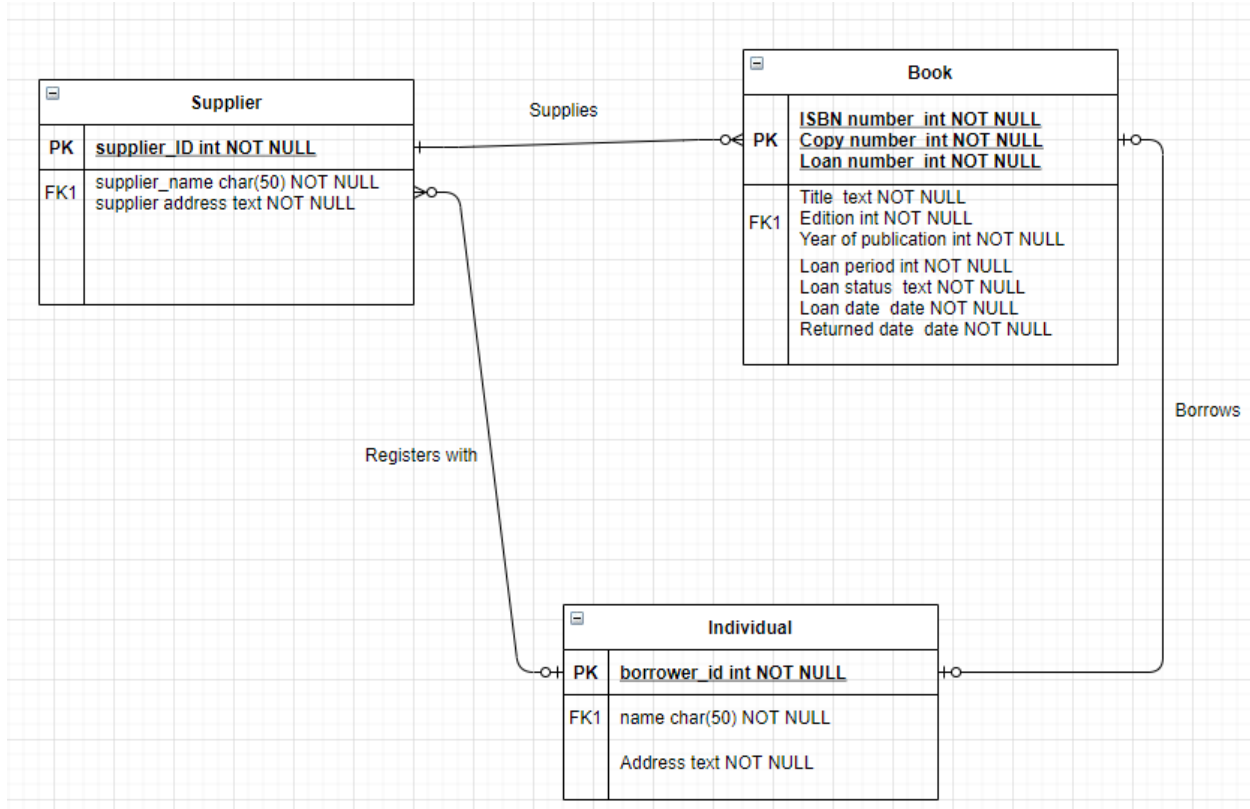 Supplier
PK
supplier_ID int NOT NULL
FK1
supplier_name char(50) NOT NULL
supplier address text NOT NULL
Supplies
Book
PK
ISBN number int NOT NULL
Copy number int NOT NULL
Loan number int NOT NULL
FK1
Title text NOT NULL
Edition int NOT NULL
Year of publication int NOT NULL
Loan period int NOT NULL
Loan status text NOT NULL
Loan date date NOT NULL
Returned date date NOT NULL
Borrows
Registers with
Individual
PK
borrower_id int NOT NULL
FK1
name char(50) NOT NULL
Address text NOT NULL